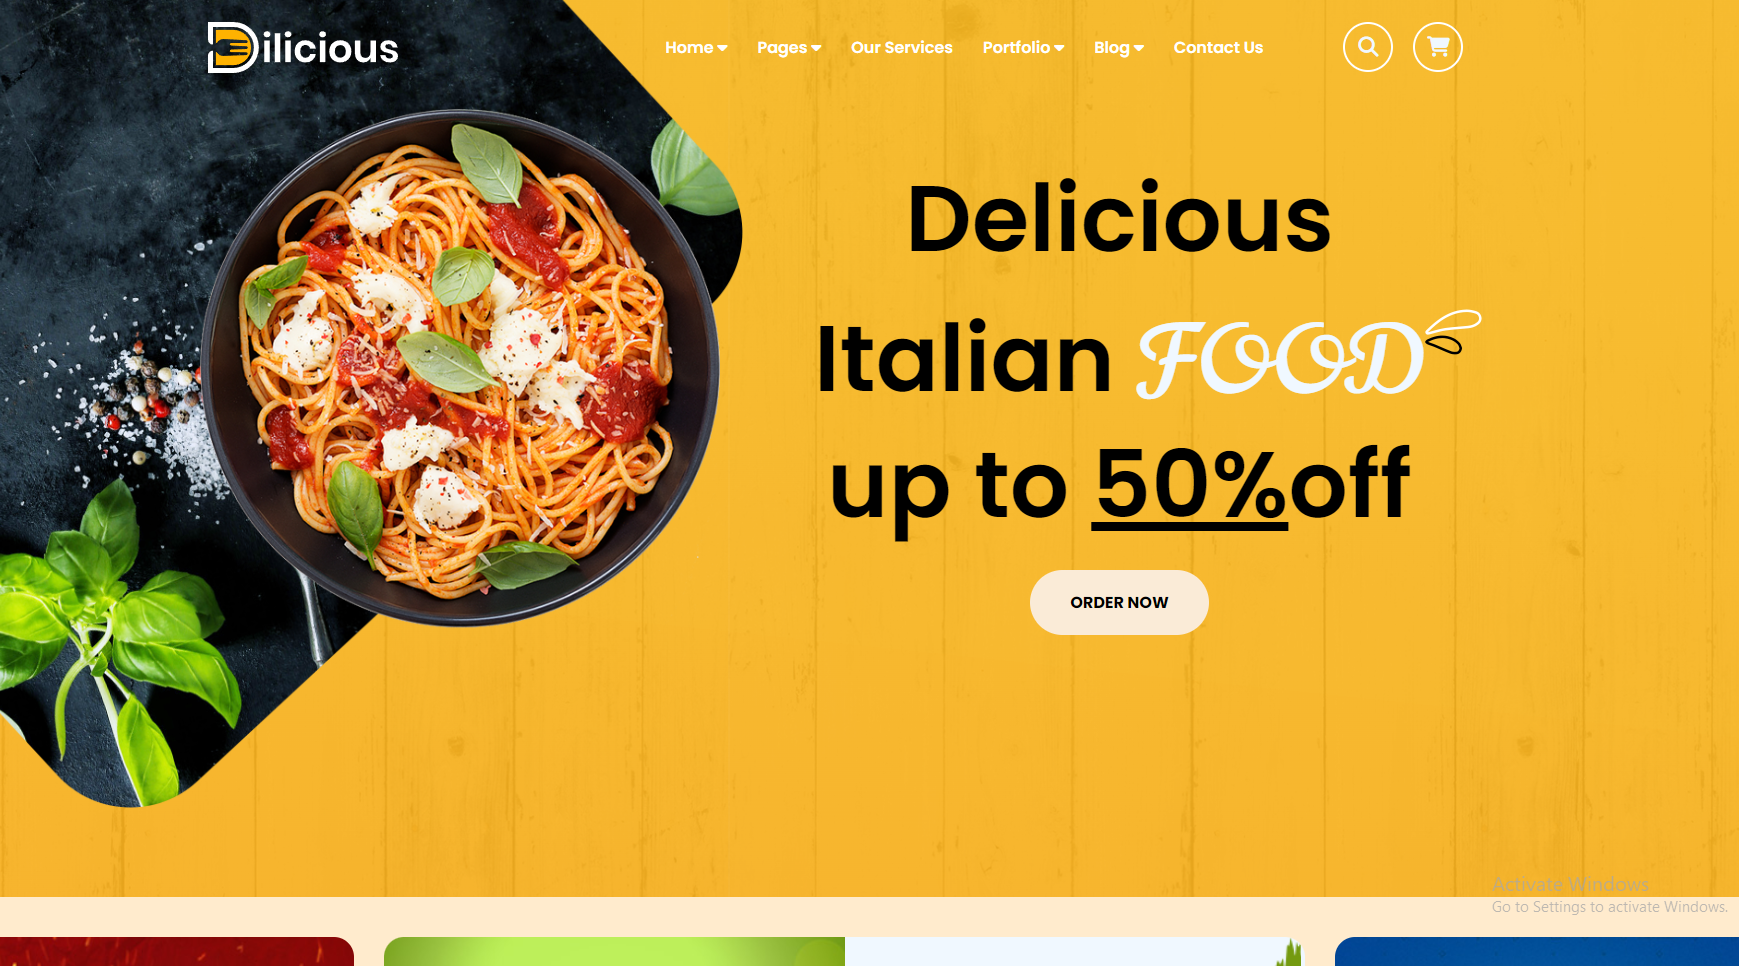 Dilicious
Home Pages Our Services Portfolio Blog Contact Us
Delicious
Italian FOOD
up to 50%off
ORDER NOW
Activate Windows
Go to Settings to activate Windows.